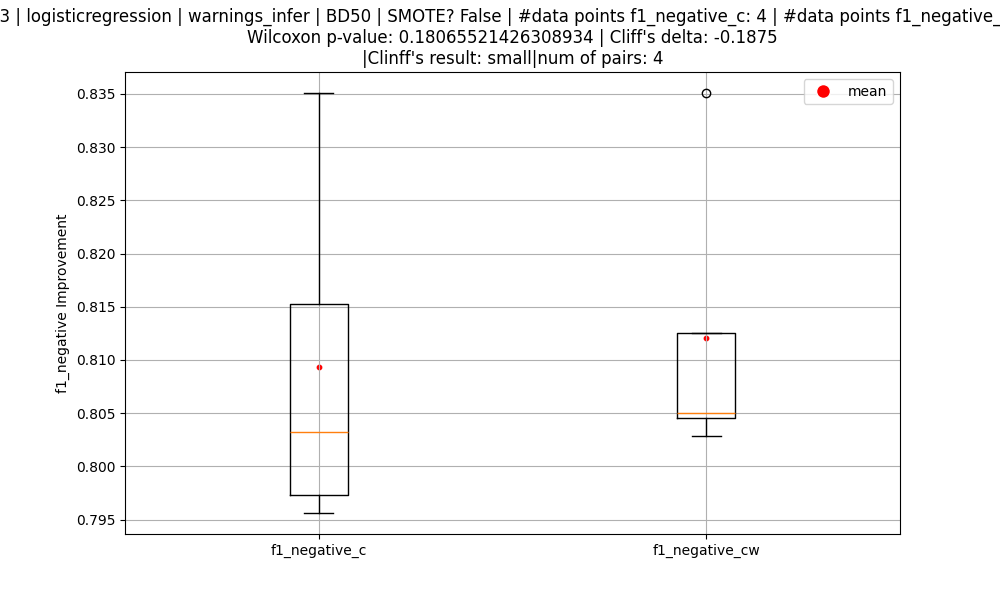 3 | logisticregression | warnings_infer | BD50 | SMOTE? False | #data points f1_negative_c: 4 | #data points f1_negative_
Wilcoxon p-value: 0.18065521426308934 | Cliff's delta: -0.1875
|Clinff's result: small|num of pairs: 4
mean
0.835
0.830
0.825
0.820
0.815
0.810
0.805
0.800
0.795
f1_negative Improvement
f1_negative_c
f1_negative_cw